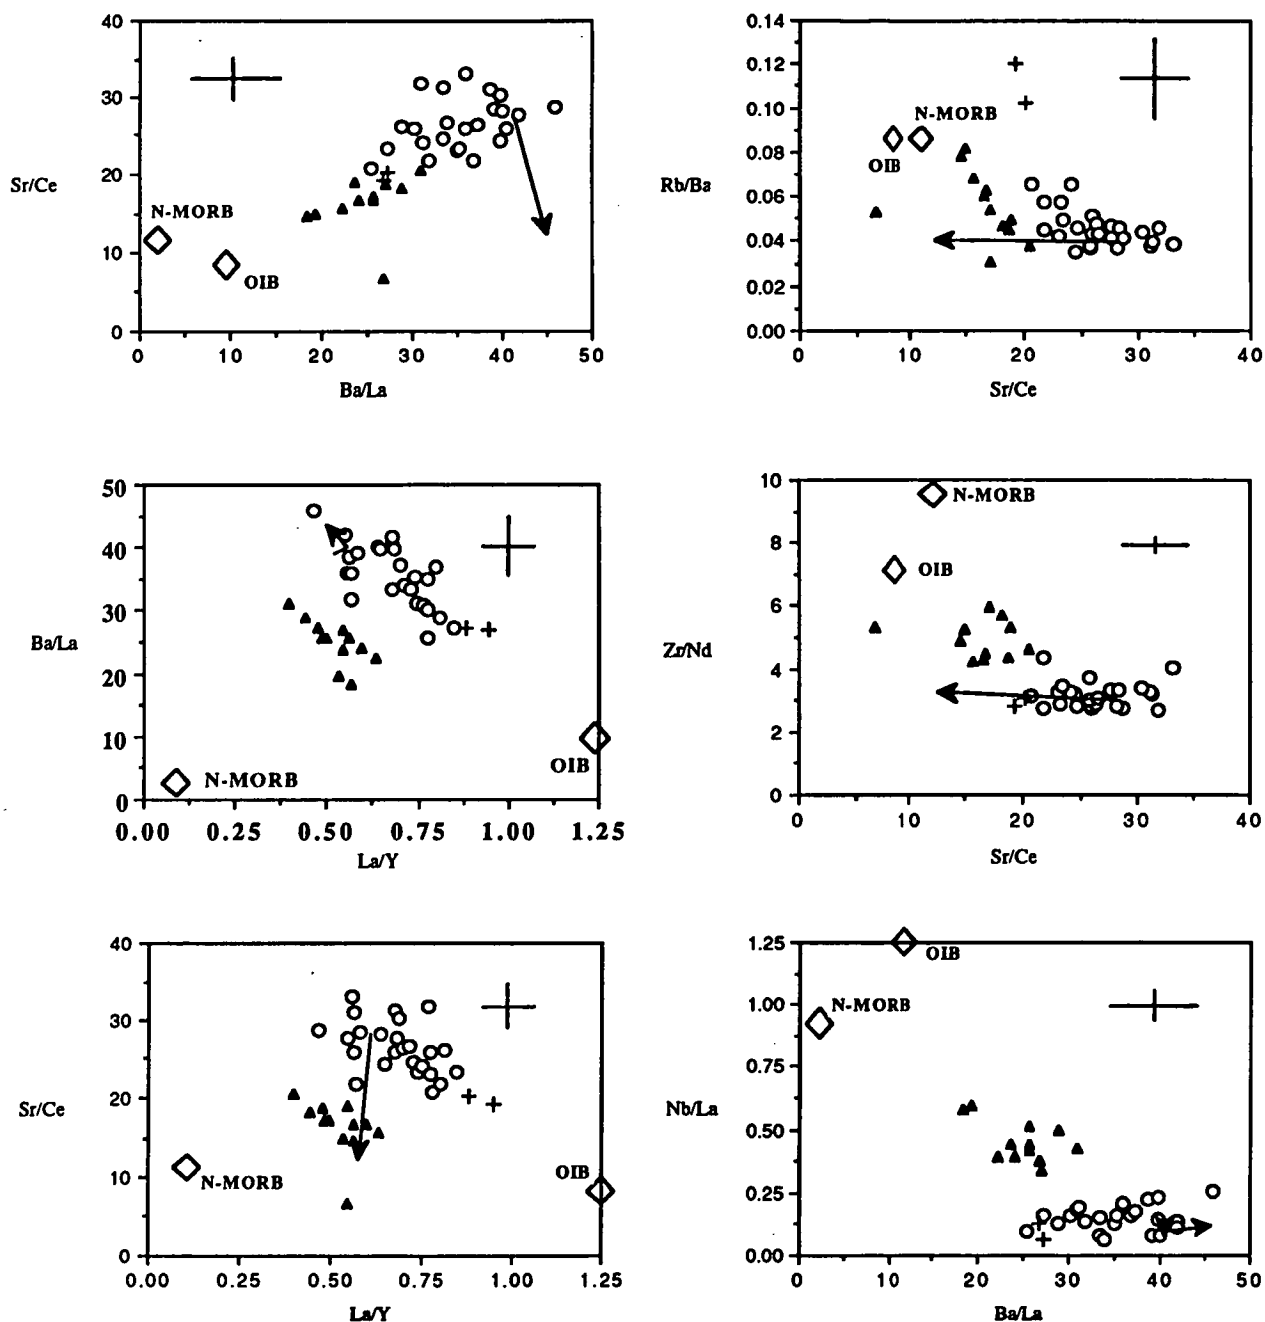 40
30
Sr/Ce
20
N-MORB
10
OIB
0
0 10 20 30 40 50
Ba/La
0.14
0.12
0.10
N-MORB
0.08
OIB
Rb/Ba
0.06
0.04
0.02
0.00
0 10 20 30 40
Sr/Ce
50
40
30
Ba/La
20
10
OIB
N-MORB
0
0.00 0.25 0.50 0.75 1.00 1.25
La/Y
10
N-MORB
8
OIB
6
Zr/Nd
4
2
0
0 10 20 30 40
Sr/Ce
40
30
20
Sr/Ce
10
OIB
N-MORB
0
0.00 0.25 0.50 0.75 1.00 1.25
La/Y
1.25
OIB
1.00
N-MORB
0.75
Nb/La
0.50
0.25
0.00
0 10 20 30 40 50
Ba/La